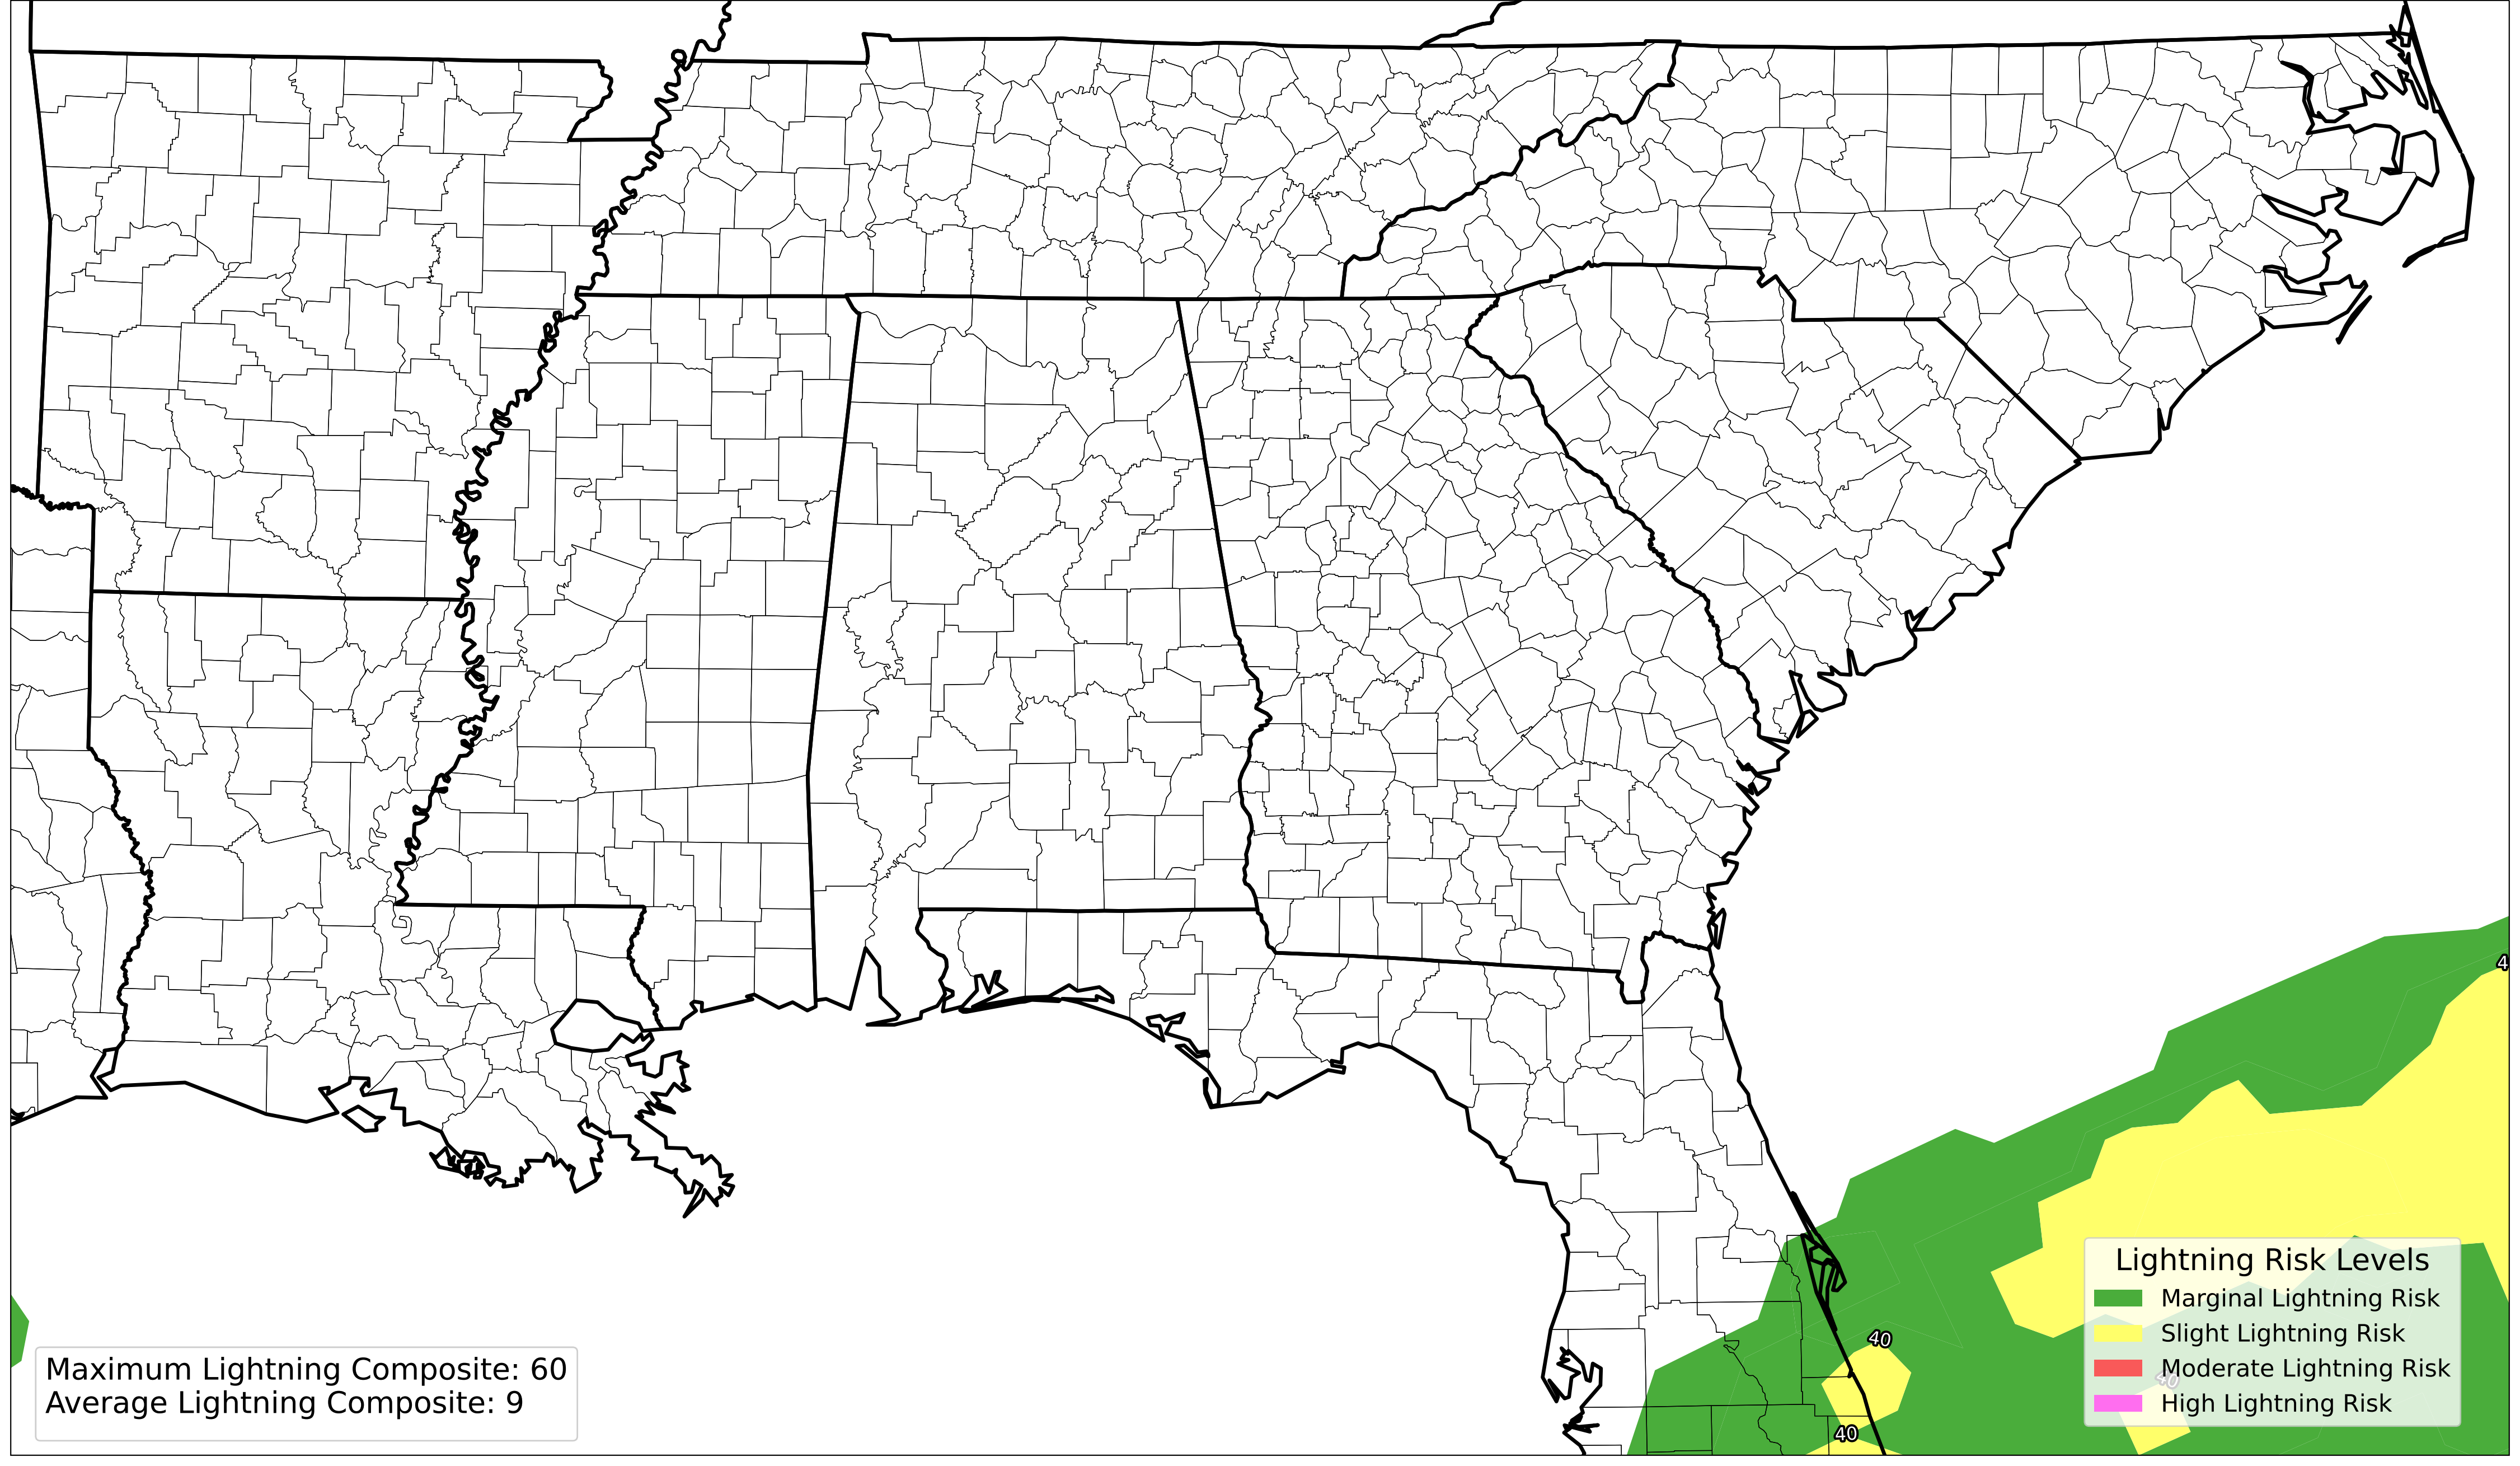 4
40
40
40
Lightning Risk Levels
Marginal Lightning Risk
Slight Lightning Risk
Moderate Lightning Risk
High Lightning Risk
Maximum Lightning Composite: 60
Average Lightning Composite: 9